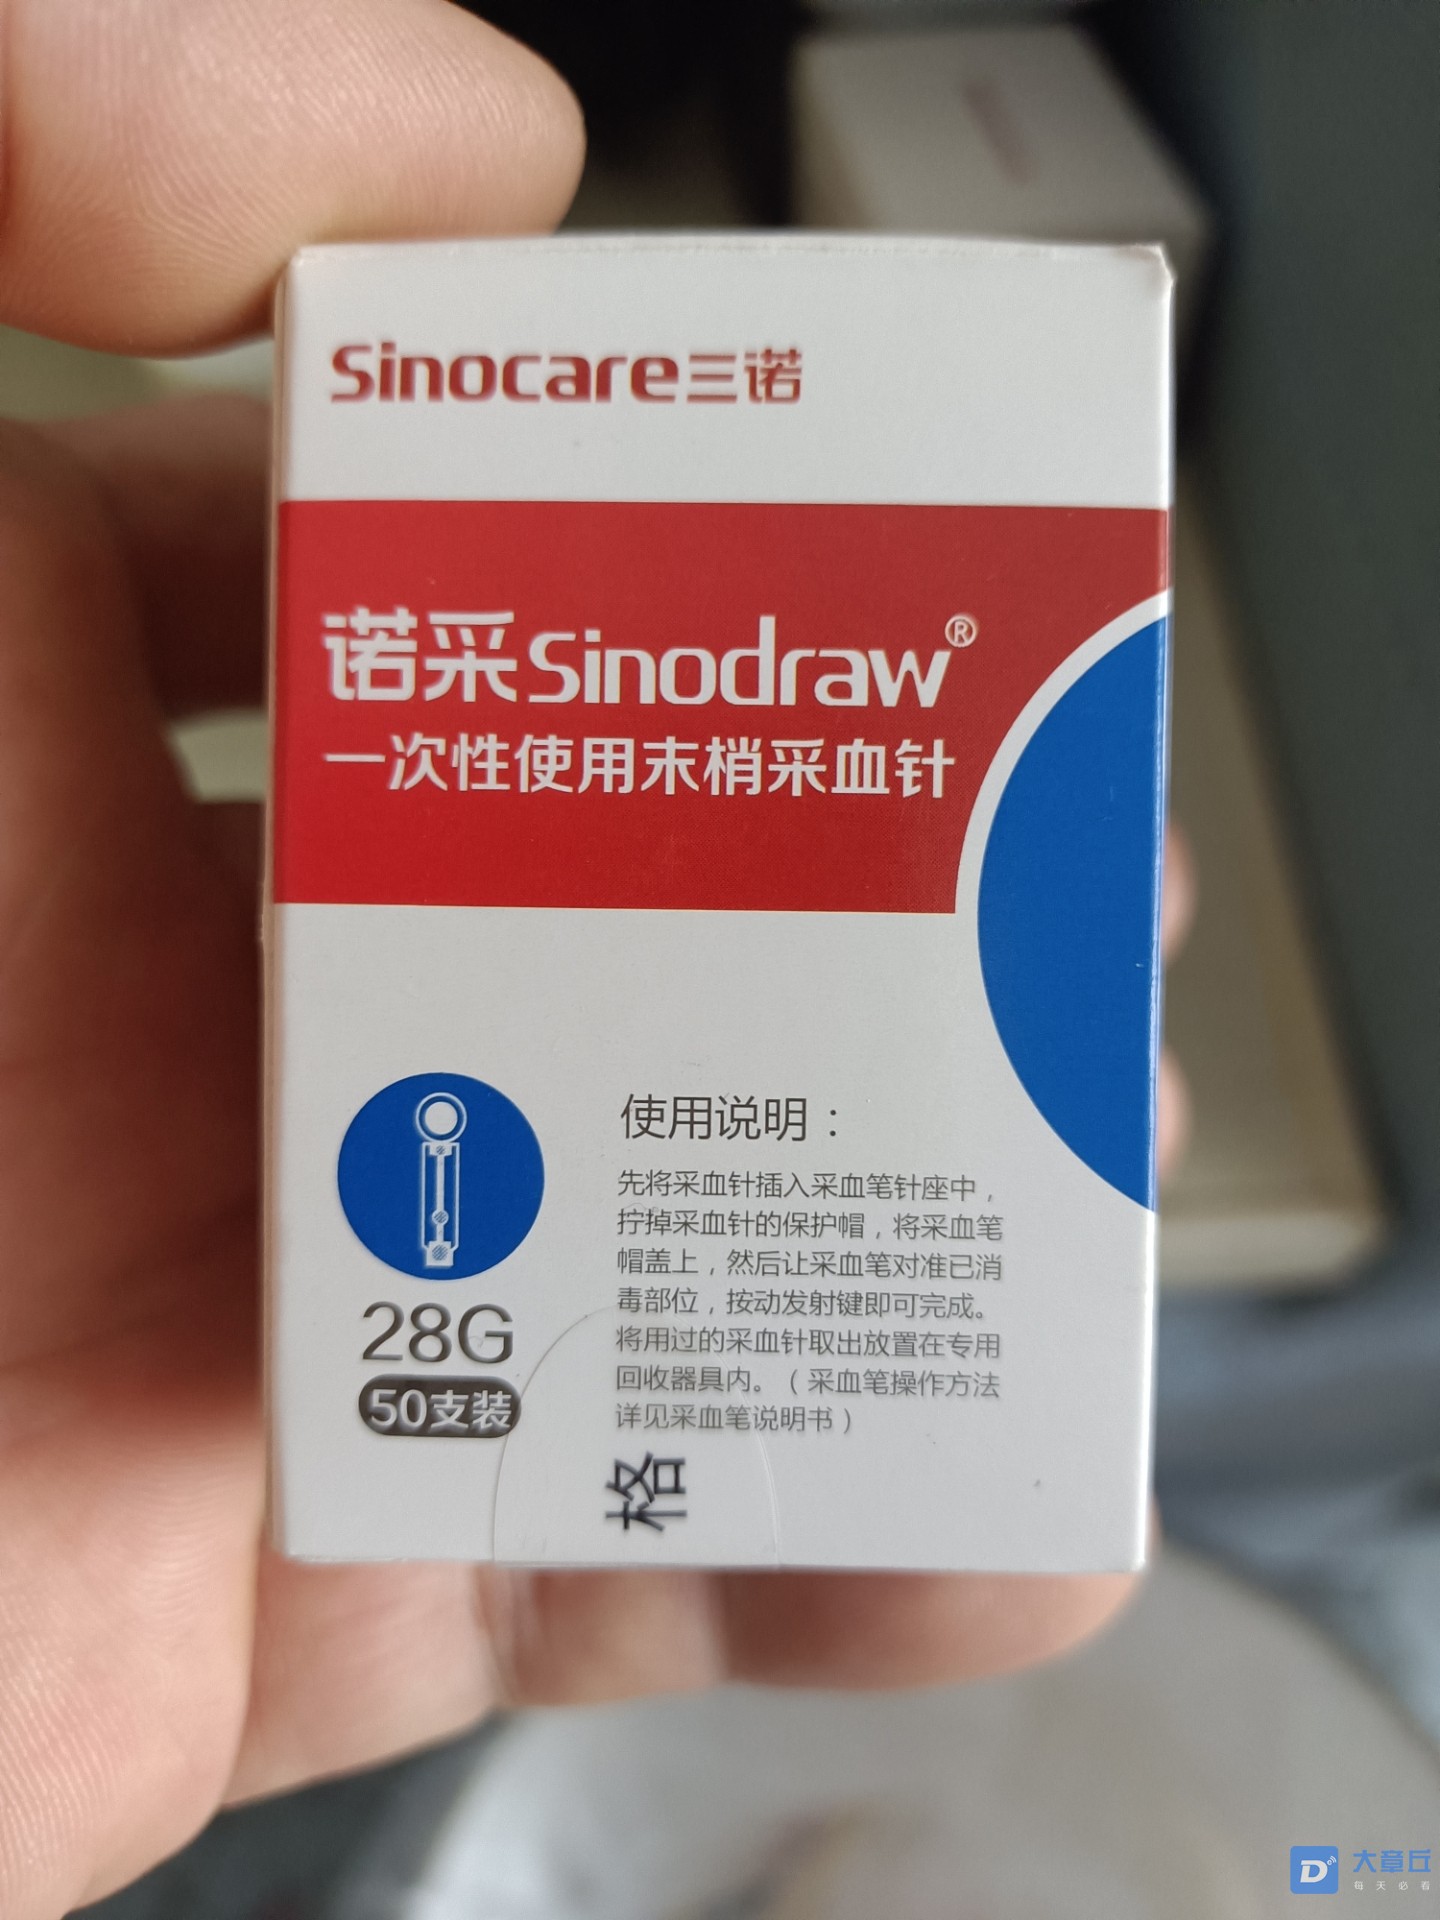 Sinocare三诺
诺采Sinodraw®
一次性使用末梢采血针
28G
50支装
使用说明：
先将采血针插入采血笔针座中，
拧掉采血针的保护帽，将采血笔
帽盖上，然后让采血笔对准已消
毒部位，按动发射键即可完成。
将用过的采血针取出放置在专用
回收器具内。（采血笔操作方法
详见采血笔说明书）
格
大章丘
每天必看